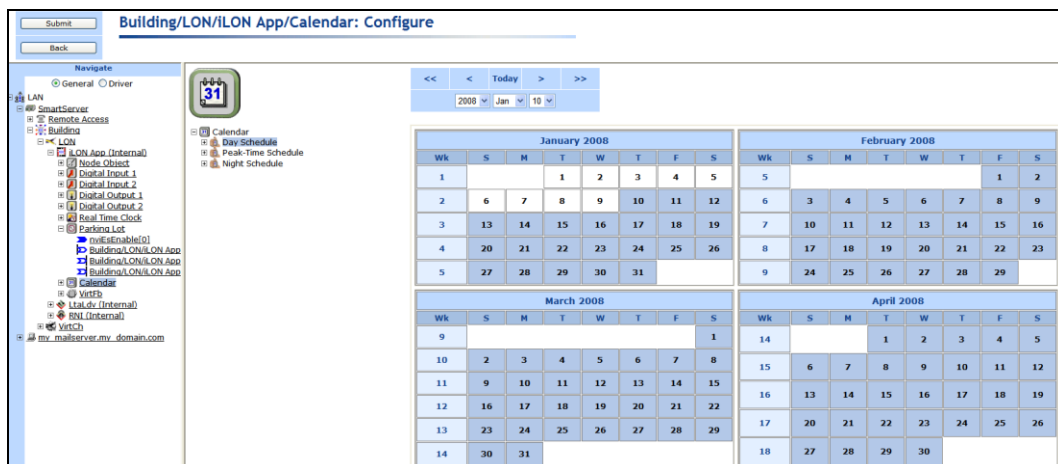 Submit
Back
Building/LON/iLON App/Calendar: Configure
Navigate
General Driver
LAN
SmartServer
Remote Access
Building
LON
iLON App (Internal)
Node Object
Digital Input 1
Digital Input 2
Digital Output 1
Digital Output 2
Real Time Clock
Parking Lot
nviEsEnable[0]
Building/LON/iLON App
Building/LON/iLON App
Building/LON/iLON App
Calendar
VirtFb
LtaLdv (Internal)
RNI (Internal)
VirtCh
my_mailserver.my_domain.com
31
Calendar
Day Schedule
Peak-Time Schedule
Night Schedule
<< < Today > >>
2008 Jan 10
January 2008
Wk S M T W T F S
1 1 2 3 4 5
2 6 7 8 9 10 11 12
3 13 14 15 16 17 18 19
4 20 21 22 23 24 25 26
5 27 28 29 30 31
February 2008
Wk S M T W T F S
5 1 2
6 3 4 5 6 7 8 9
7 10 11 12 13 14 15 16
8 17 18 19 20 21 22 23
9 24 25 26 27 28 29
March 2008
Wk S M T W T F S
9 1
10 2 3 4 5 6 7 8
11 9 10 11 12 13 14 15
12 16 17 18 19 20 21 22
13 23 24 25 26 27 28 29
14 30 31
April 2008
Wk S M T W T F S
14 1 2 3 4 5
15 6 7 8 9 10 11 12
16 13 14 15 16 17 18 19
17 20 21 22 23 24 25 26
18 27 28 29 30